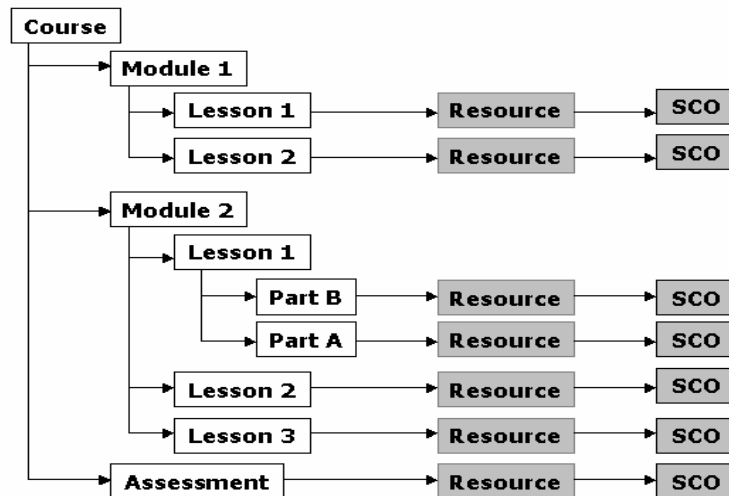 Course
Module 1
Lesson 1 Resource SCO
Lesson 2 Resource SCO
Module 2
Lesson 1
Part B Resource SCO
Part A Resource SCO
Lesson 2 Resource SCO
Lesson 3 Resource SCO
Assessment Resource SCO